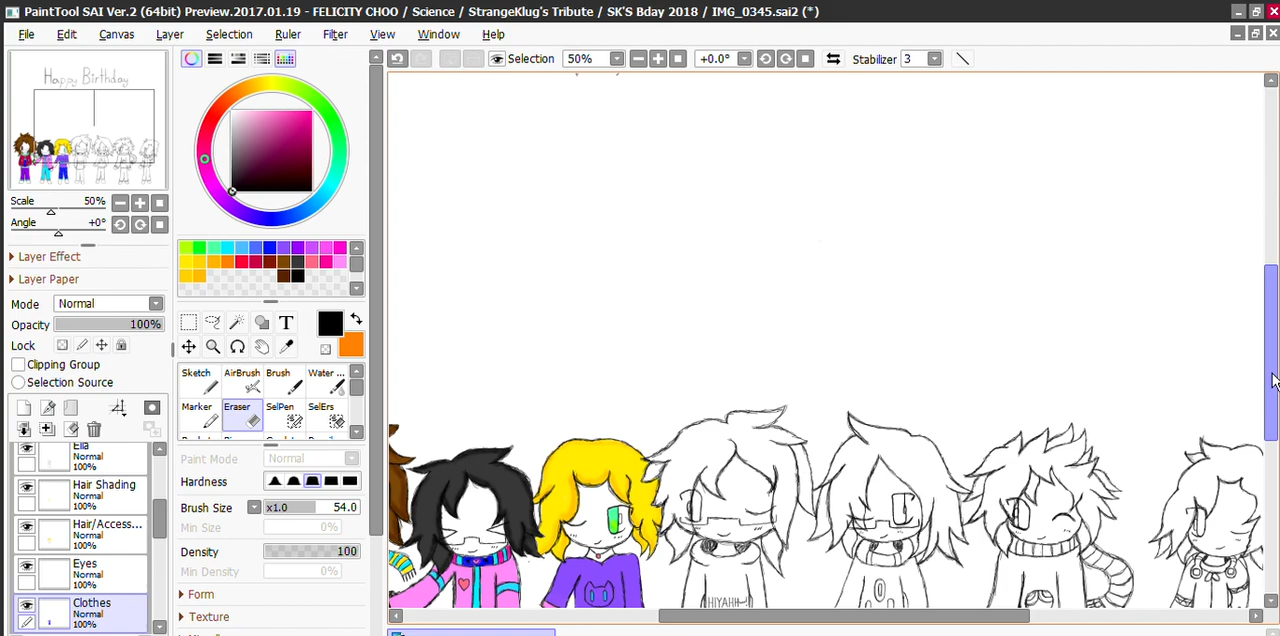 PaintTool SAI Ver.2 (64bit) Preview.2017.01.19 - FELICITY CHOO / Science / StrangeKlug's Tribute / SK'S Bday 2018 / IMG_0345.sai2 (*)
File Edit Canvas Layer Selection Ruler Filter View Window Help
Selection 50% +0.0° Stabilizer 3
Happy Birthday
Scale 50%
Angle +0°
Layer Effect
Layer Paper
Mode Normal
Opacity 100%
Lock
Clipping Group
Selection Source
Ella
Normal
100%
Hair Shading
Normal
100%
Hair/Access...
Normal
100%
Eyes
Normal
100%
Clothes
Normal
100%
T
Sketch AirBrush Brush Water ...
Marker Eraser SelPen SelErs
Paint Mode Normal
Hardness
Brush Size x1.0 54.0
Min Size 0%
Density 100
Min Density 0%
Form
Texture
HIYAH!